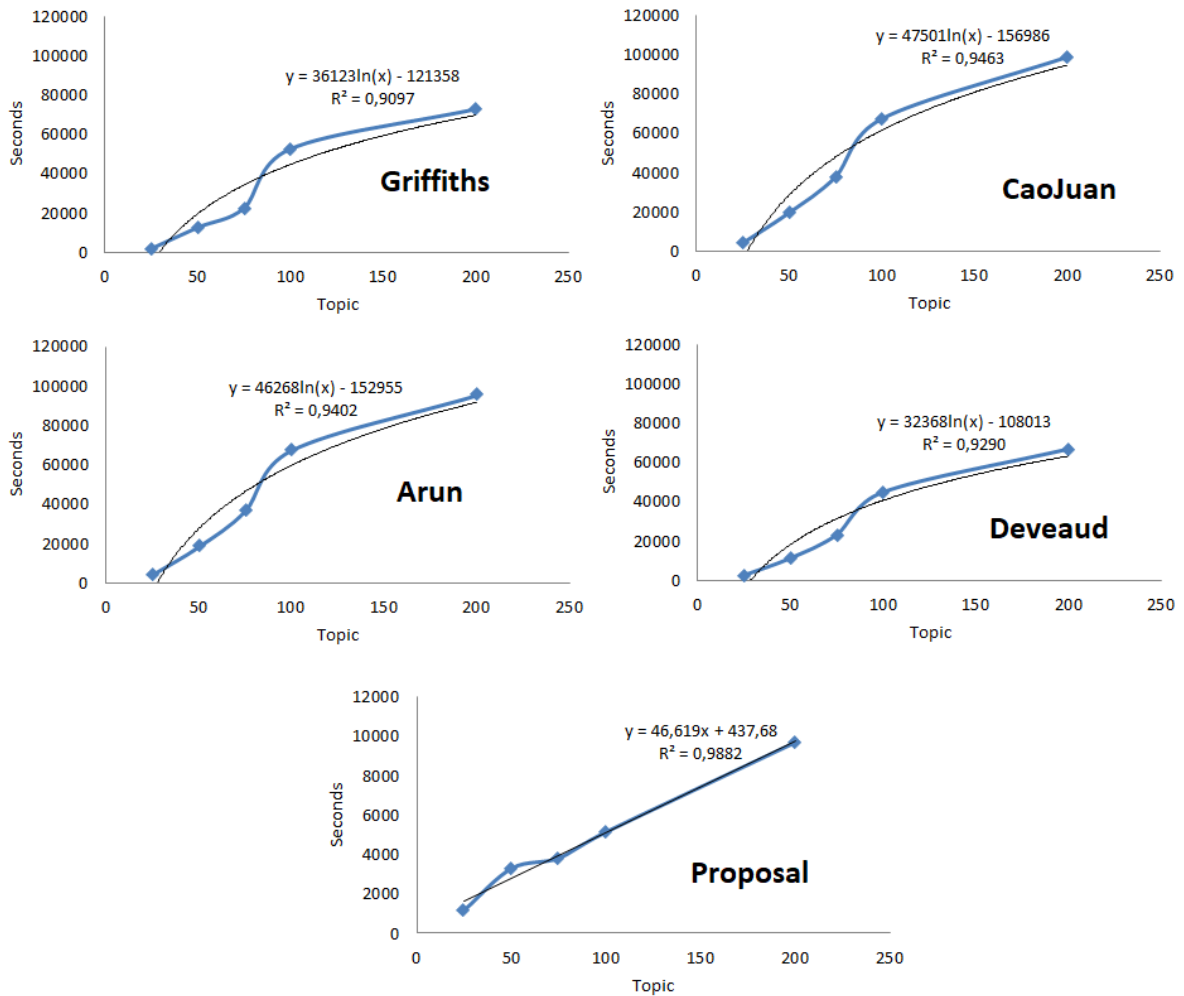 120000
100000
80000
60000
40000
20000
0
Seconds
y = 36123ln(x) - 121358
R² = 0,9097
Griffiths
0 50 100 150 200 250
Topic
120000
100000
80000
60000
40000
20000
0
Seconds
y = 47501ln(x) - 156986
R² = 0,9463
CaoJuan
0 50 100 150 200 250
Topic
120000
100000
80000
60000
40000
20000
0
Seconds
y = 46268ln(x) - 152955
R² = 0,9402
Arun
0 50 100 150 200 250
Topic
120000
100000
80000
60000
40000
20000
0
Seconds
y = 32368ln(x) - 108013
R² = 0,9290
Deveaud
0 50 100 150 200 250
Topic
12000
10000
8000
6000
4000
2000
0
Seconds
y = 46,619x + 437,68
R² = 0,9882
Proposal
0 50 100 150 200 250
Topic